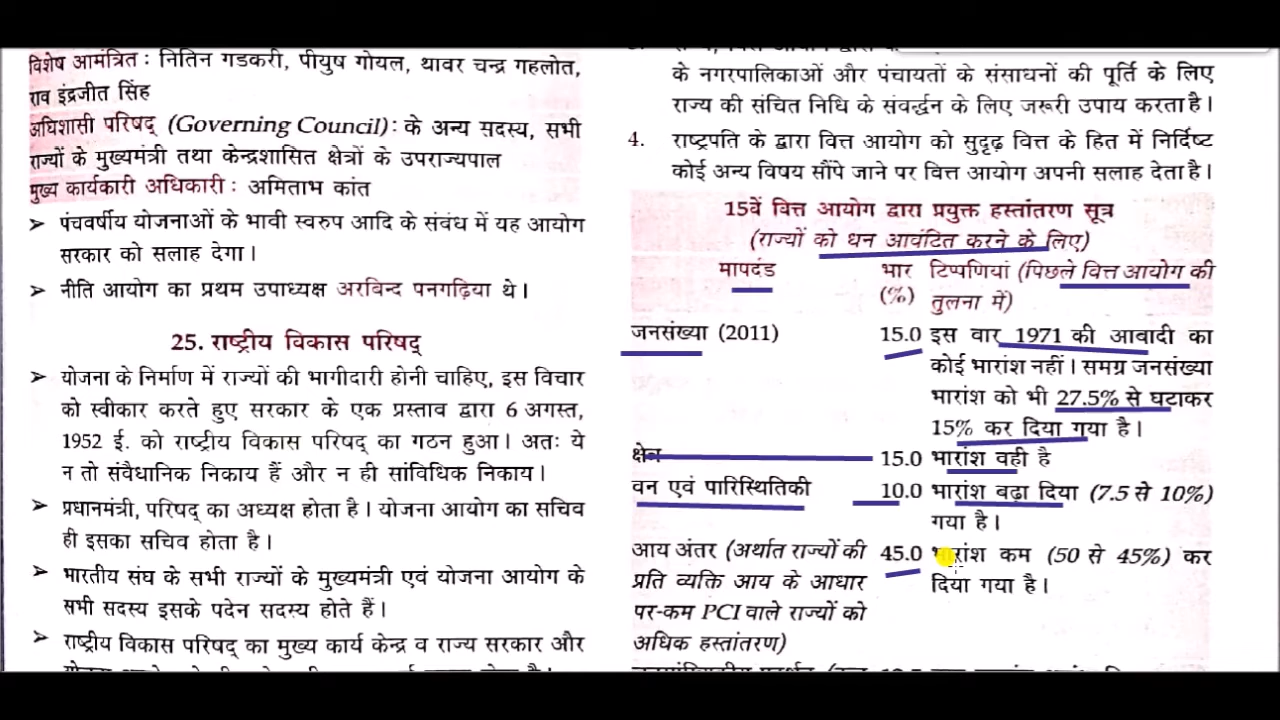 विशेष आमंत्रित : नितिन गडकरी, पीयुष गोयल, थावर चन्द्र गहलोत,
राव इंद्रजीत सिंह
अधिशासी परिषद् (Governing Council) : के अन्य सदस्य, सभी
राज्यों के मुख्यमंत्री तथा केन्द्रशासित क्षेत्रों के उपराज्यपाल
मुख्य कार्यकारी अधिकारी : अमिताभ कांत
➢ पंचवर्षीय योजनाओं के भावी स्वरुप आदि के संबंध में यह आयोग
सरकार को सलाह देगा।
➢ नीति आयोग का प्रथम उपाध्यक्ष अरविन्द पनगढ़िया थे।
25. राष्ट्रीय विकास परिषद्
➢ योजना के निर्माण में राज्यों की भागीदारी होनी चाहिए, इस विचार
को स्वीकार करते हुए सरकार के एक प्रस्ताव द्वारा 6 अगस्त,
1952 ई. को राष्ट्रीय विकास परिषद् का गठन हुआ। अतः ये
न तो संवैधानिक निकाय हैं और न ही सांविधिक निकाय।
➢ प्रधानमंत्री, परिषद् का अध्यक्ष होता है। योजना आयोग का सचिव
ही इसका सचिव होता है।
➢ भारतीय संघ के सभी राज्यों के मुख्यमंत्री एवं योजना आयोग के
सभी सदस्य इसके पदेन सदस्य होते हैं।
➢ राष्ट्रीय विकास परिषद् का मुख्य कार्य केन्द्र व राज्य सरकार और
के नगरपालिकाओं और पंचायतों के संसाधनों की पूर्ति के लिए
राज्य की संचित निधि के संवर्द्धन के लिए जरूरी उपाय करता है।
4. राष्ट्रपति के द्वारा वित्त आयोग को सुदृढ़ वित्त के हित में निर्दिष्ट
कोई अन्य विषय सौंपे जाने पर वित्त आयोग अपनी सलाह देता है।
15वें वित्त आयोग द्वारा प्रयुक्त हस्तांतरण सूत्र
(राज्यों को धन आवंटित करने के लिए)
मापदंड भार टिप्पणियां (पिछले वित्त आयोग की
(%) तुलना में)
जनसंख्या (2011) 15.0 इस वार 1971 की आबादी का
कोई भारांश नहीं। समग्र जनसंख्या
भारांश को भी 27.5% से घटाकर
15% कर दिया गया है।
क्षेत्र 15.0 भारांश वही है
वन एवं पारिस्थितिकी 10.0 भारांश बढ़ा दिया (7.5 से 10%)
गया है।
आय अंतर (अर्थात राज्यों की 45.0 भारांश कम (50 से 45%) कर
प्रति व्यक्ति आय के आधार दिया गया है।
पर-कम PCI वाले राज्यों को
अधिक हस्तांतरण)